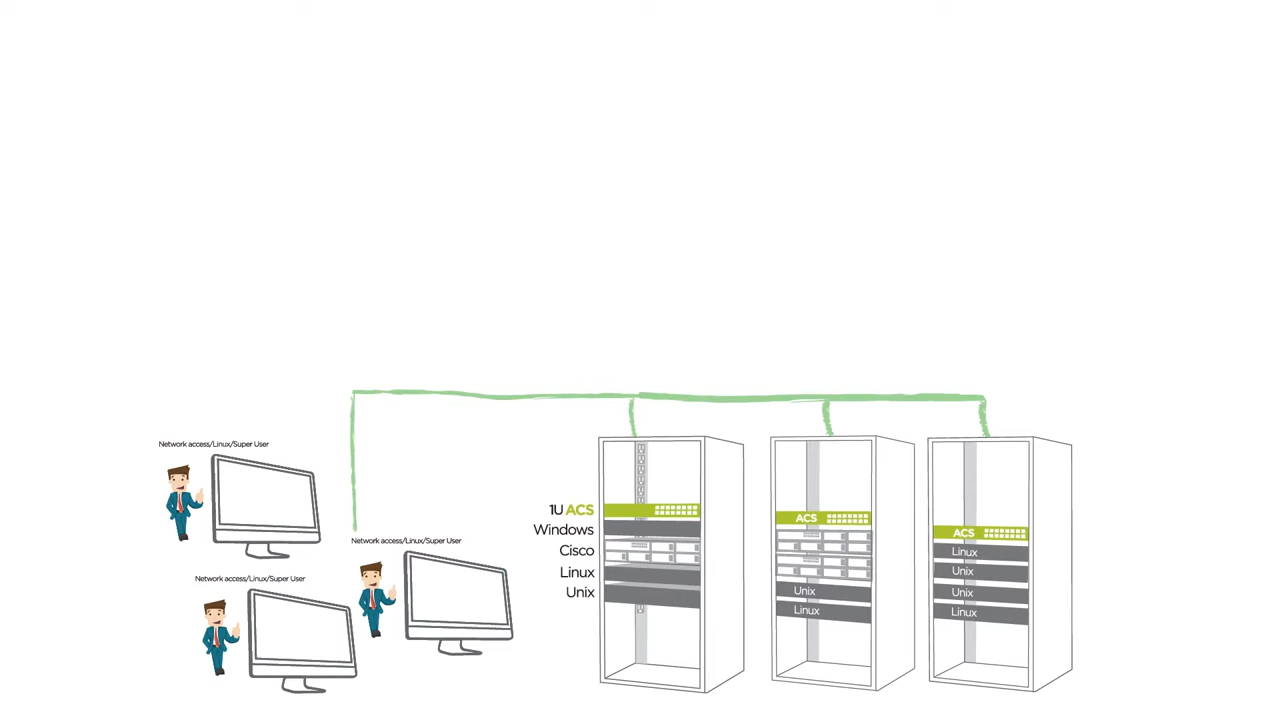 Network access/Linux/Super User
Network access/Linux/Super User
Network access/Linux/Super User
1U ACS
Windows
Cisco
Linux
Unix
ACS
Unix
Linux
ACS
Linux
Unix
Unix
Linux